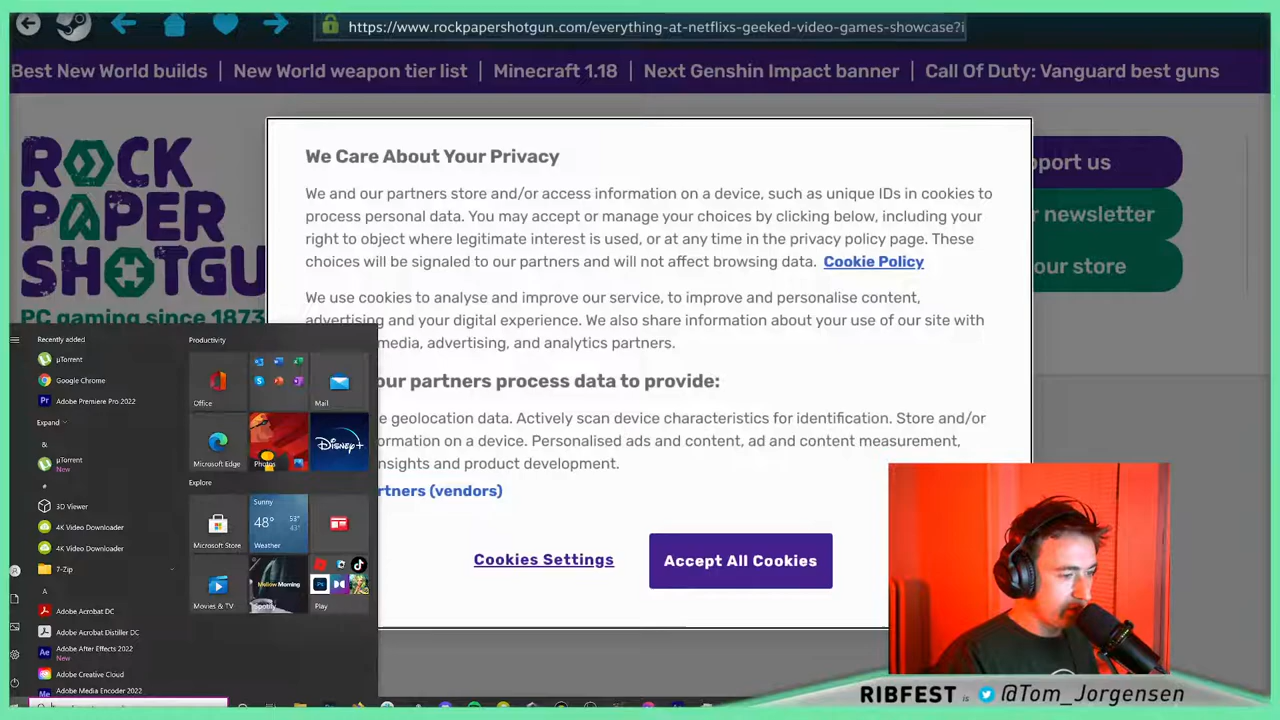 https://www.rockpapershotgun.com/everything-at-netflixs-geeked-video-games-showcase?i
Best New World builds | New World weapon tier list | Minecraft 1.18 | Next Genshin Impact banner | Call Of Duty: Vanguard best guns
ROCK
PAPER
SHOTGU
PC gaming since 1873
pport us
r newsletter
our store
We Care About Your Privacy
We and our partners store and/or access information on a device, such as unique IDs in cookies to
process personal data. You may accept or manage your choices by clicking below, including your
right to object where legitimate interest is used, or at any time in the privacy policy page. These
choices will be signaled to our partners and will not affect browsing data. Cookie Policy
We use cookies to analyse and improve our service, to improve and personalise content,
advertising and your digital experience. We also share information about your use of our site with
media, advertising, and analytics partners.
our partners process data to provide:
e geolocation data. Actively scan device characteristics for identification. Store and/or
formation on a device. Personalised ads and content, ad and content measurement,
nsights and product development.
rtners (vendors)
Cookies Settings
Accept All Cookies
Recently added
µTorrent
Google Chrome
Adobe Premiere Pro 2022
Expand
&
µTorrent
New
#
3D Viewer
4K Video Downloader
4K Video Downloader
7-Zip
A
Adobe Acrobat DC
Adobe Acrobat Distiller DC
Adobe After Effects 2022
New
Adobe Creative Cloud
Adobe Media Encoder 2022
Productivity
Office
Mail
Microsoft Edge
Photos
Disney+
Explore
Microsoft Store
Sunny
48° 53° 43°
Weather
Movies & TV
Mellow Morning
Spotify
Play
RIBFEST is @Tom_Jorgensen